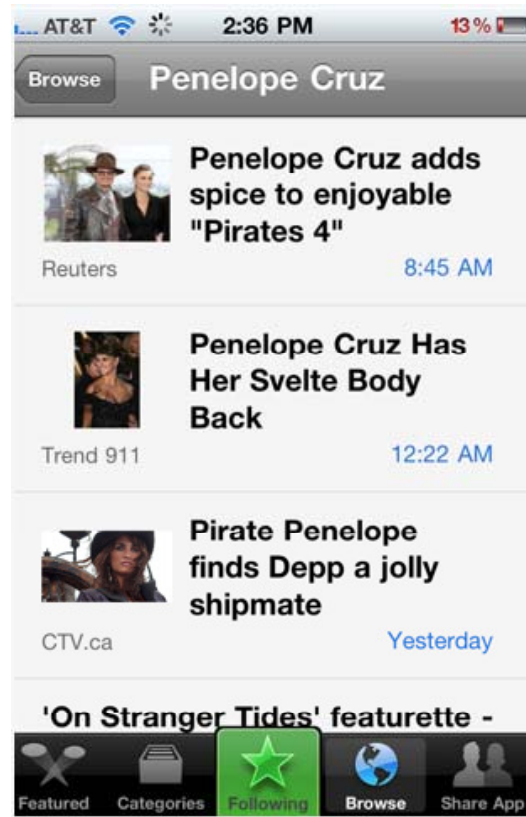 ... AT&T 2:36 PM 13%
Browse Penelope Cruz
Penelope Cruz adds
spice to enjoyable
"Pirates 4"
Reuters 8:45 AM
Penelope Cruz Has
Her Svelte Body
Back
Trend 911 12:22 AM
Pirate Penelope
finds Depp a jolly
shipmate
CTV.ca Yesterday
'On Stranger Tides' featurette -
Featured Categories Following Browse Share App